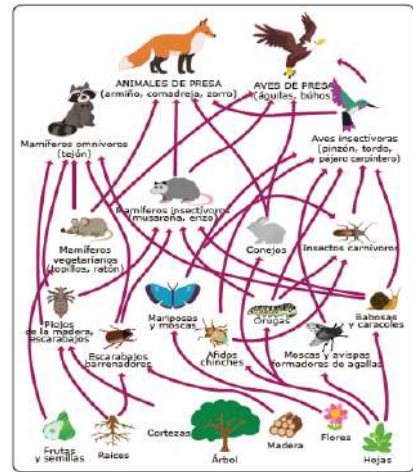 ANIMALES DE PRESA
(armiño, comadreja, zorro)
AVES DE PRESA
(águilas, búhos)
Mamíferos omnívoros
(tejón)
Aves insectívoras
(pinzón, tordo,
pájaro carpintero)
Mamíferos insectívoros
(musaraña, erizo)
Mamíferos
vegetarianos
(topillos, ratón)
Conejos
Insectos carnívoros
Piojos
de la madera,
escarabajos
Mariposas
y moscas
Orugas
Babosas
y caracoles
Escarabajos
barrenadores
Áfidos
chinches
Moscas y avispas
formadores de agallas
Frutas
y semillas
Raíces
Cortezas
Árbol
Madera
Flores
Hojas